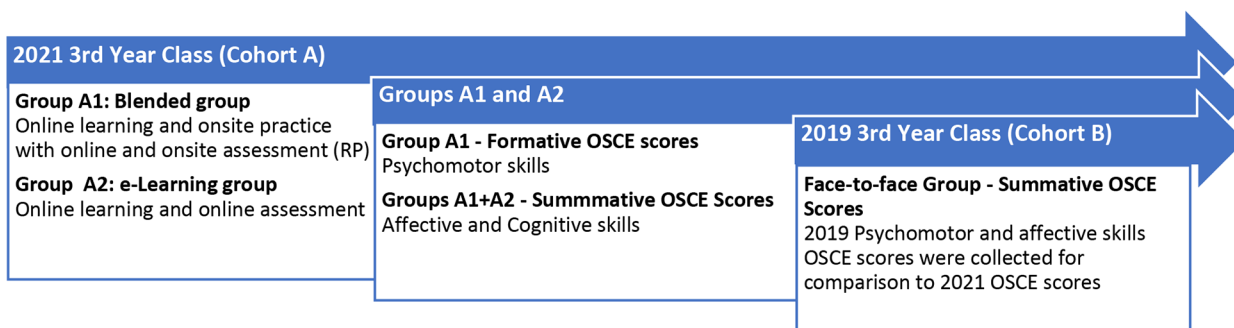 2021 3rd Year Class (Cohort A)
Group A1: Blended group
Online learning and onsite practice
with online and onsite assessment (RP)
Group A2: e-Learning group
Online learning and online assessment
Groups A1 and A2
Group A1 - Formative OSCE scores
Psychomotor skills
Groups A1+A2 - Summmative OSCE Scores
Affective and Cognitive skills
2019 3rd Year Class (Cohort B)
Face-to-face Group - Summative OSCE
Scores
2019 Psychomotor and affective skills
OSCE scores were collected for
comparison to 2021 OSCE scores